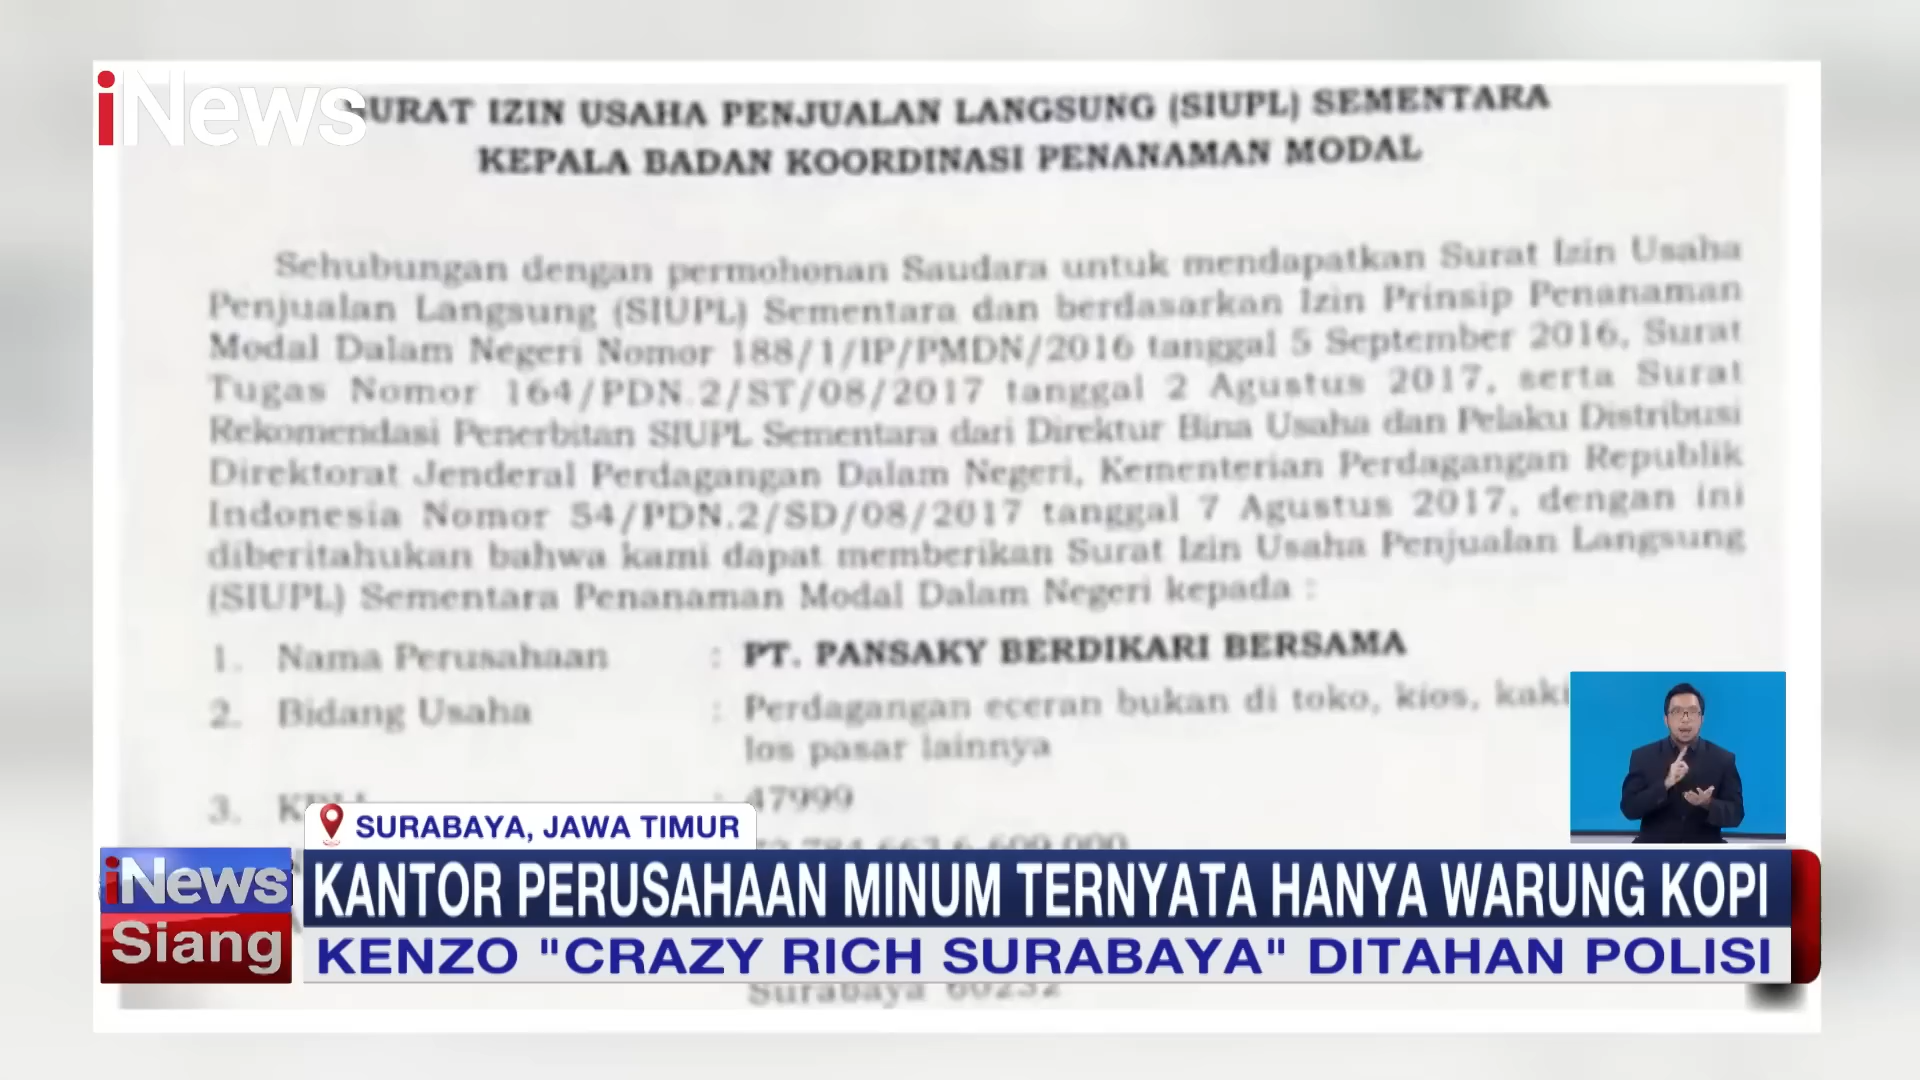 iNews
SURAT IZIN USAHA PENJUALAN LANGSUNG (SIUPL) SEMENTARA
KEPALA BADAN KOORDINASI PENANAMAN MODAL
Sehubungan dengan permohonan Saudara untuk mendapatkan Surat Izin Usaha
Penjualan Langsung (SIUPL) Sementara dan berdasarkan Izin Prinsip Penanaman
Modal Dalam Negeri Nomor 188/1/IP/PMDN/2016 tanggal 5 September 2016, Surat
Tugas Nomor 164/PDN.2/ST/08/2017 tanggal 2 Agustus 2017, serta Surat
Rekomendasi Penerbitan SIUPL Sementara dari Direktur Bina Usaha dan Pelaku Distribusi
Direktorat Jenderal Perdagangan Dalam Negeri, Kementerian Perdagangan Republik
Indonesia Nomor 54/PDN.2/SD/08/2017 tanggal 7 Agustus 2017, dengan ini
diberitahukan bahwa kami dapat memberikan Surat Izin Usaha Penjualan Langsung
(SIUPL) Sementara Penanaman Modal Dalam Negeri kepada :
1. Nama Perusahaan : PT. PANSAKY BERDIKARI BERSAMA
2. Bidang Usaha : Perdagangan eceran bukan di toko, kios, kaki
los pasar lainnya
3. : 47999
SURABAYA, JAWA TIMUR
iNews Siang
KANTOR PERUSAHAAN MINUM TERNYATA HANYA WARUNG KOPI
KENZO "CRAZY RICH SURABAYA" DITAHAN POLISI
Surabaya 60232